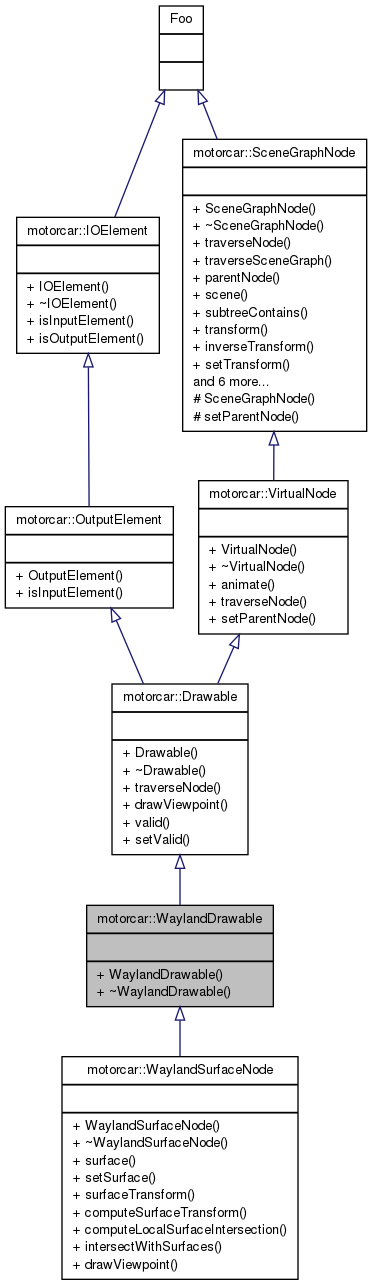 Foo
motorcar::SceneGraphNode
+ SceneGraphNode()
+ ~SceneGraphNode()
+ traverseNode()
+ traverseSceneGraph()
+ parentNode()
+ scene()
+ subtreeContains()
+ transform()
+ inverseTransform()
+ setTransform()
and 6 more...
# SceneGraphNode()
# setParentNode()
motorcar::IOElement
+ IOElement()
+ ~IOElement()
+ isInputElement()
+ isOutputElement()
motorcar::VirtualNode
+ VirtualNode()
+ ~VirtualNode()
+ animate()
+ traverseNode()
+ setParentNode()
motorcar::OutputElement
+ OutputElement()
+ isInputElement()
motorcar::Drawable
+ Drawable()
+ ~Drawable()
+ traverseNode()
+ drawViewpoint()
+ valid()
+ setValid()
motorcar::WaylandDrawable
+ WaylandDrawable()
+ ~WaylandDrawable()
motorcar::WaylandSurfaceNode
+ WaylandSurfaceNode()
+ ~WaylandSurfaceNode()
+ surface()
+ setSurface()
+ surfaceTransform()
+ computeSurfaceTransform()
+ computeLocalSurfaceIntersection()
+ intersectWithSurfaces()
+ drawViewpoint()